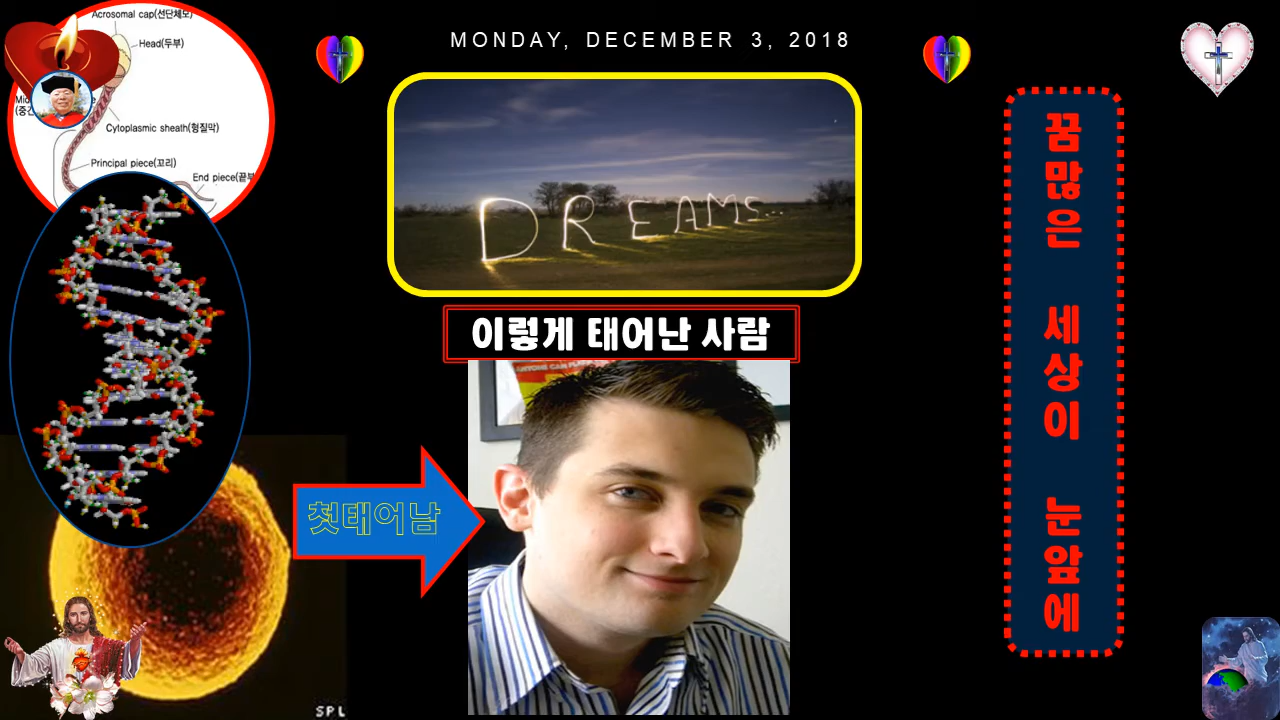 Acrosomal cap(선단체모)
Head(두부)
Cytoplasmic sheath(형질막)
Principal piece(꼬리)
End piece(끝부
MONDAY, DECEMBER 3, 2018
DREAMS...
이렇게 태어난 사람
ANYONE CAN
첫태어남
SPL
꿈많은 세상이 눈앞에